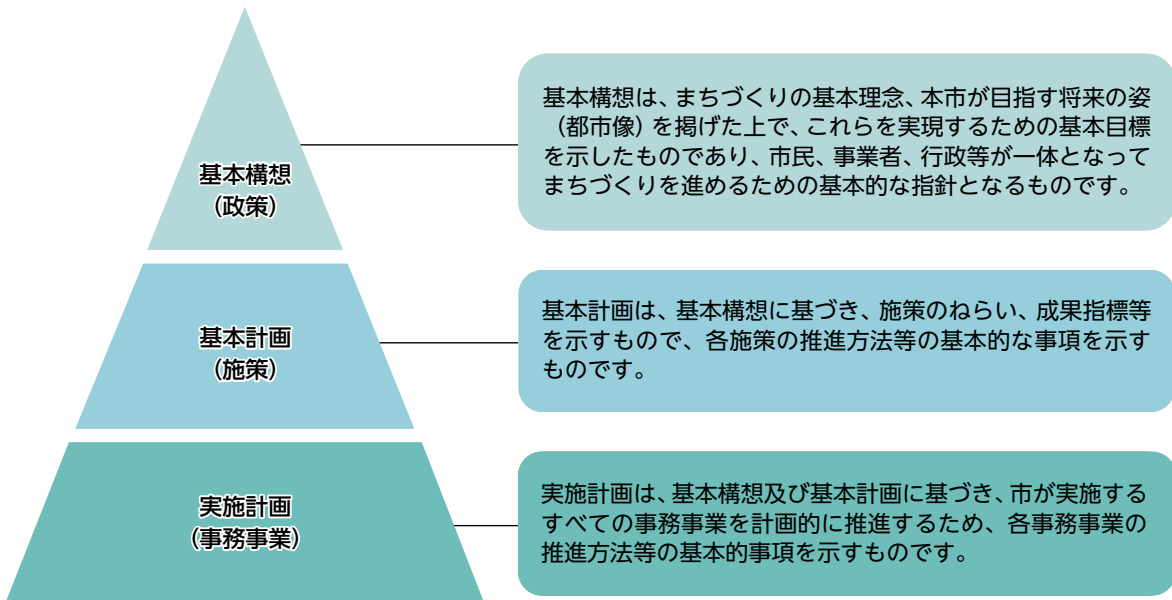 基本構想
（政策）
基本構想は、まちづくりの基本理念、本市が目指す将来の姿
（都市像）を掲げた上で、これらを実現するための基本目標
を示したものであり、市民、事業者、行政等が一体となって
まちづくりを進めるための基本的な指針となるものです。
基本計画
（施策）
基本計画は、基本構想に基づき、施策のねらい、成果指標等
を示すもので、各施策の推進方法等の基本的な事項を示す
ものです。
実施計画
（事務事業）
実施計画は、基本構想及び基本計画に基づき、市が実施する
すべての事務事業を計画的に推進するため、各事務事業の
推進方法等の基本的事項を示すものです。